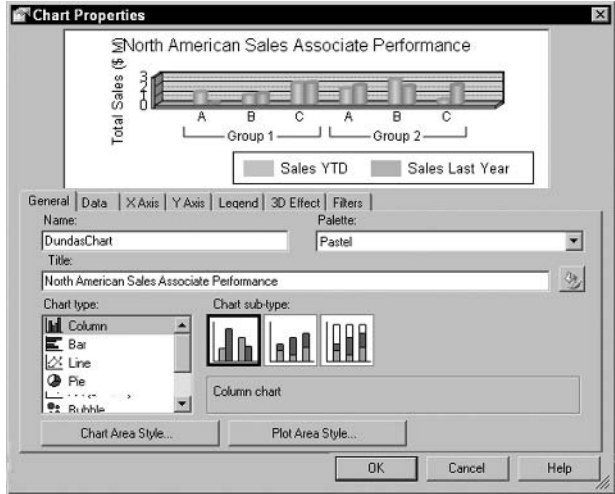 Chart Properties
North American Sales Associate Performance
Total Sales ($ M)
3
2
1
0
A B C A B C
Group 1 Group 2
Sales YTD Sales Last Year
General Data X Axis Y Axis Legend 3D Effect Filters
Name: Palette:
DundasChart Pastel
Title:
North American Sales Associate Performance
Chart type: Chart sub-type:
Column
Bar
Line
Pie
Bubble
Column chart
Chart Area Style... Plot Area Style...
OK Cancel Help